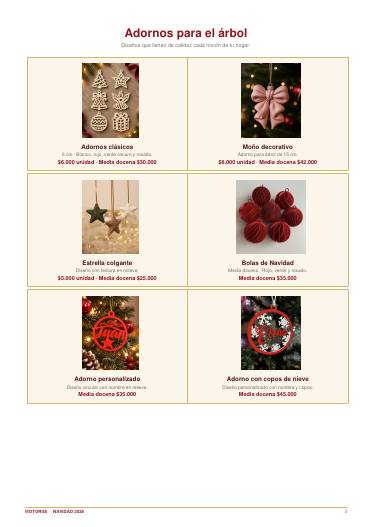 Adornos para el árbol
Diseños que llenan de calidez cada rincón de tu hogar.
Adornos clásicos
Moño decorativo
6 cm · Blanco, rojo, verde oscuro y rosado.
Adorno para árbol de 15 cm.
$6.000 unidad · Media docena $30.000
$8.000 unidad · Media docena $42.000
Estrella colgante
Bolas de Navidad
Diseño con textura en relieve.
Media docena · Rojo, verde y rosado.
$5.000 unidad · Media docena $25.000
Media docena $35.000
Juan
Adorno personalizado
Adorno con copos de nieve
Diseño circular con nombre en relieve.
Diseño personalizado con nombre y copos.
Media docena $35.000
Media docena $45.000
NAVIDAD 2026